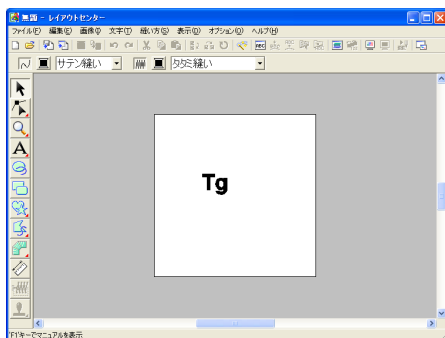 無題 - レイアウトセンター
ファイル(F) 編集(E) 画像(I) 文字(T) 縫い方(S) 表示(D) オプション(O) ヘルプ(H)
REC
サテン縫い タタミ縫い
A
Tg
F1キーでマニュアルを表示